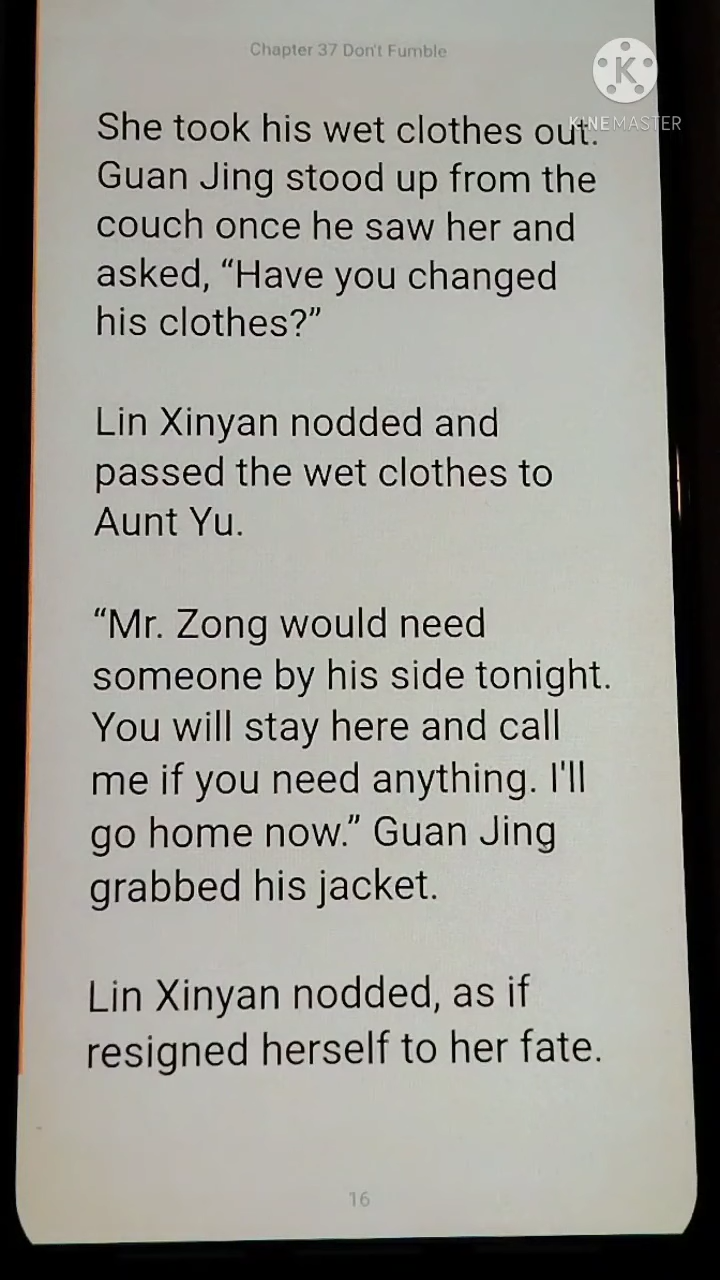 Chapter 37 Don't Fumble
K
KINEMASTER
She took his wet clothes out.
Guan Jing stood up from the
couch once he saw her and
asked, “Have you changed
his clothes?”
Lin Xinyan nodded and
passed the wet clothes to
Aunt Yu.
“Mr. Zong would need
someone by his side tonight.
You will stay here and call
me if you need anything. I'll
go home now.” Guan Jing
grabbed his jacket.
Lin Xinyan nodded, as if
resigned herself to her fate.
16